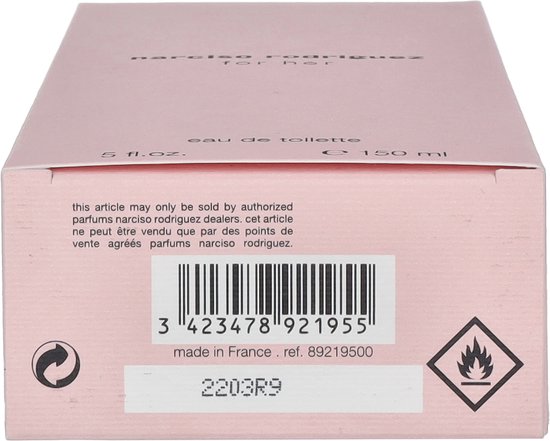 narciso rodriguez
for her
eau de toilette
5 fl.oz. ℮ 150 ml
this article may only be sold by authorized
parfums narciso rodriguez dealers. cet article
ne peut être vendu que par des points de
vente agréés parfums narciso rodriguez.
3 423478 921955
made in France . ref. 89219500
2203R9